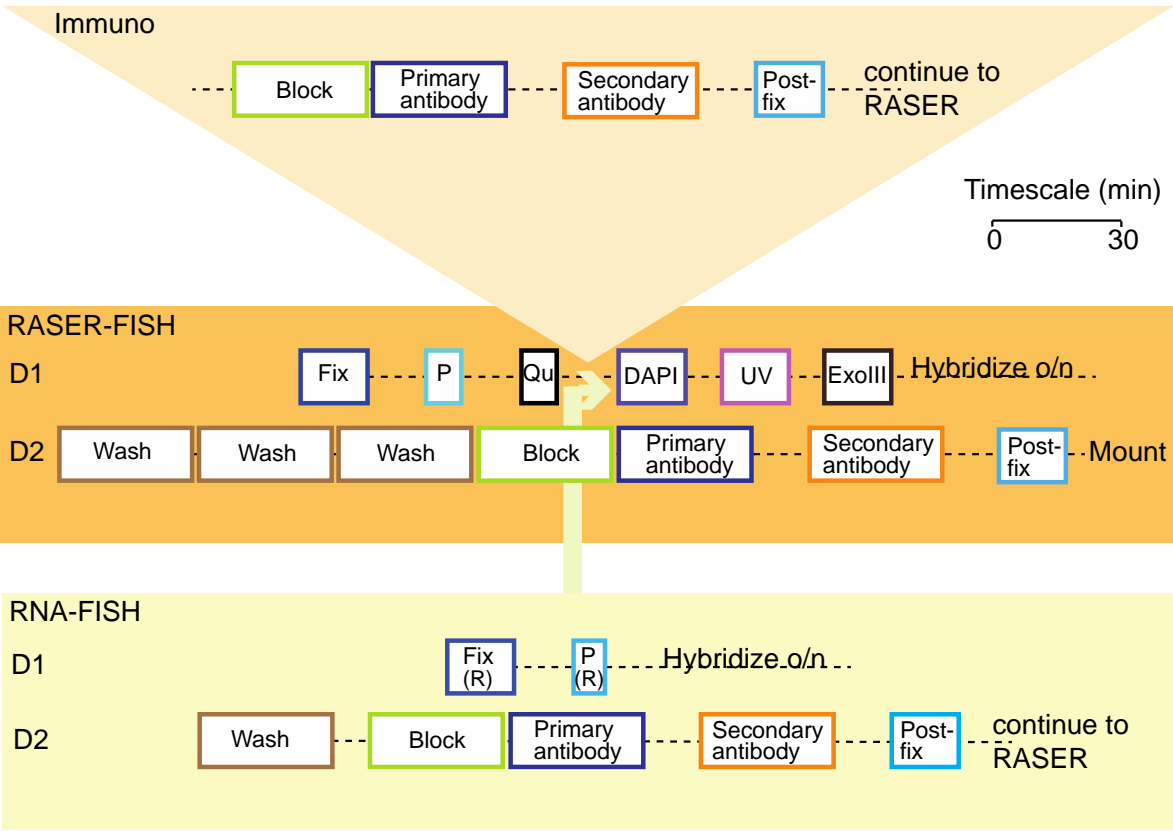 Immuno
Block
Primary
antibody
Secondary
antibody
Post-
fix
continue to
RASER
Timescale (min)
0 30
RASER-FISH
D1
Fix
P
Qu
DAPI
UV
ExoIII
Hybridize o/n
D2
Wash
Wash
Wash
Block
Primary
antibody
Secondary
antibody
Post-
fix
Mount
RNA-FISH
D1
Fix
(R)
P
(R)
Hybridize o/n
D2
Wash
Block
Primary
antibody
Secondary
antibody
Post-
fix
continue to
RASER